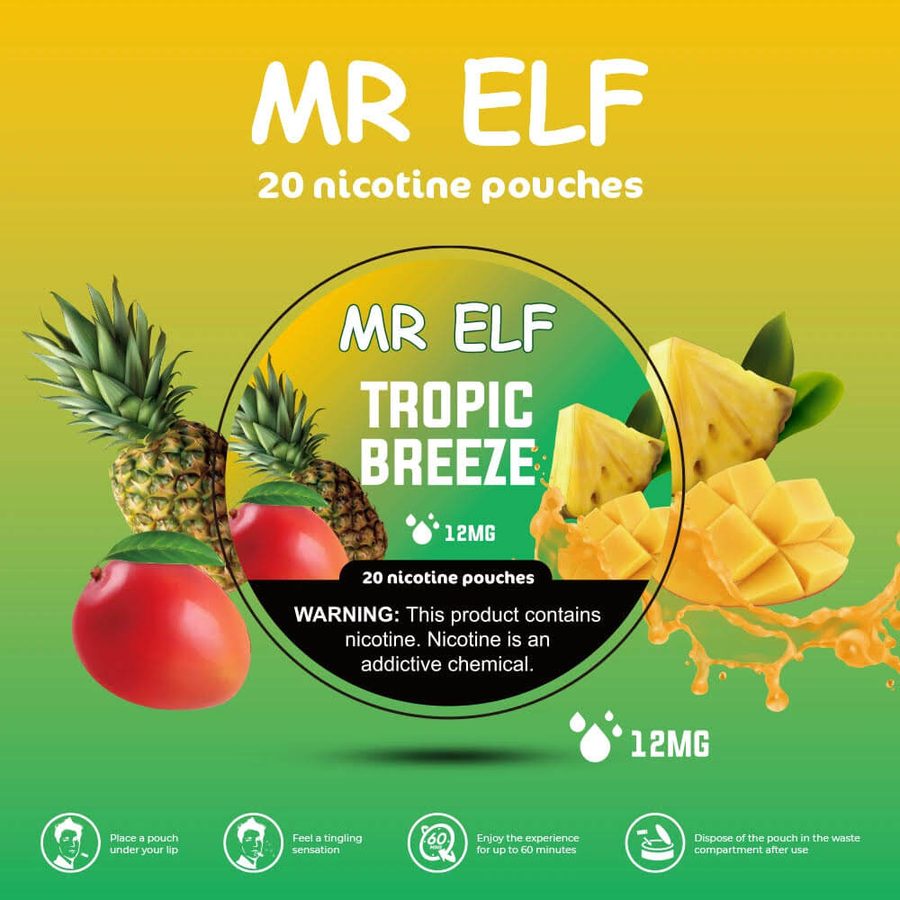 MR ELF
20 nicotine pouches
MR ELF
TROPIC
BREEZE
12MG
20 nicotine pouches
WARNING: This product contains
nicotine. Nicotine is an
addictive chemical.
12MG
Place a pouch
under your lip
Feel a tingling
sensation
60
MINS
Enjoy the experience
for up to 60 minutes
Dispose of the pouch in the waste
compartment after use